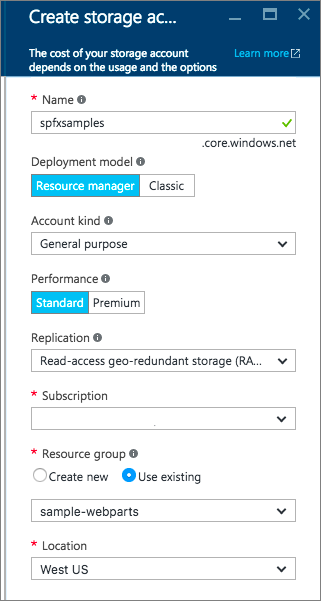 Create storage ac...
The cost of your storage account
depends on the usage and the options
Learn more
* Name
spfxsamples
.core.windows.net
Deployment model
Resource manager
Classic
Account kind
General purpose
Performance
Standard
Premium
Replication
Read-access geo-redundant storage (RA...
* Subscription
* Resource group
Create new
Use existing
sample-webparts
* Location
West US